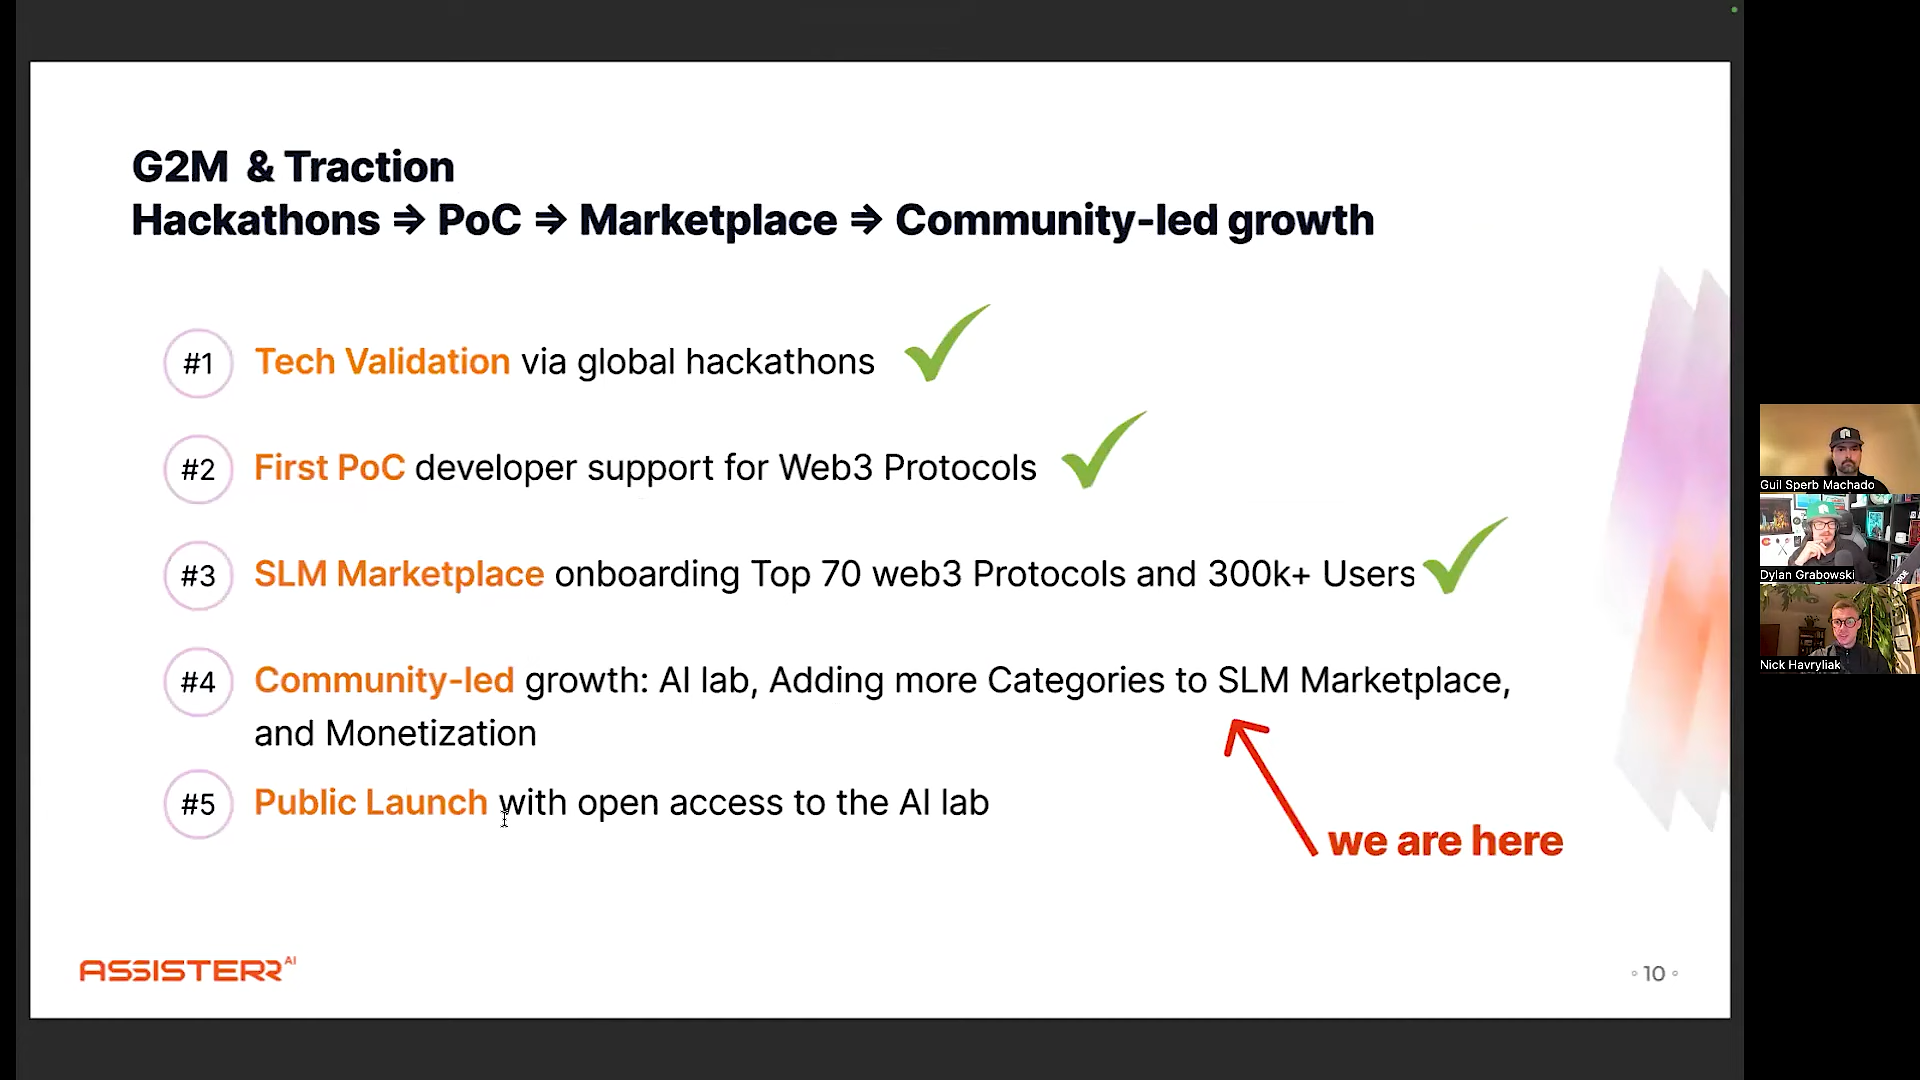 G2M & Traction
Hackathons => PoC => Marketplace => Community-led growth
#1 Tech Validation via global hackathons
#2 First PoC developer support for Web3 Protocols
#3 SLM Marketplace onboarding Top 70 web3 Protocols and 300k+ Users
#4 Community-led growth: AI lab, Adding more Categories to SLM Marketplace,
and Monetization
#5 Public Launch with open access to the AI lab
we are here
ASSISTERR AI
10
Guil Sperb Machado
Dylan Grabowski
Nick Havryliak